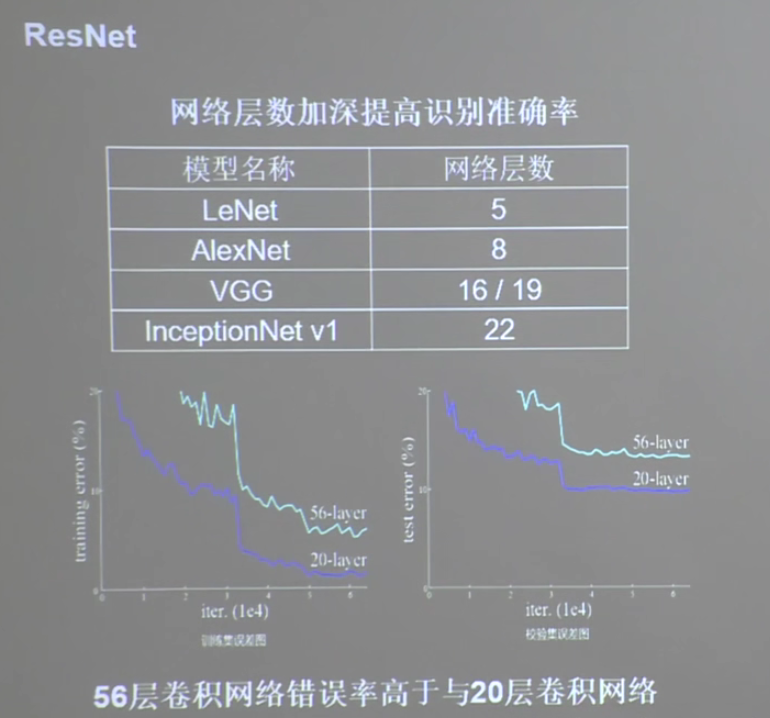 ResNet
网络层数加深提高识别准确率
模型名称 网络层数
LeNet 5
AlexNet 8
VGG 16 / 19
InceptionNet v1 22
20 20
training error (%) test error (%)
10 10
56-layer 56-layer
20-layer 20-layer
0 1 2 3 4 5 6 0 1 2 3 4 5 6
iter. (1e4) iter. (1e4)
训练集误差图 校验集误差图
56层卷积网络错误率高于与20层卷积网络